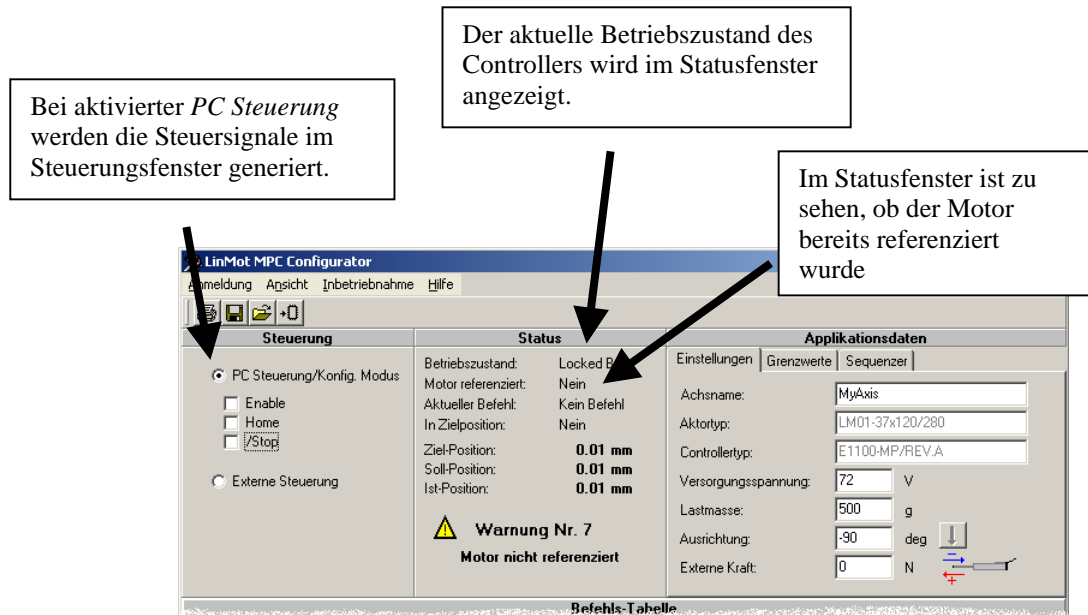 Der aktuelle Betriebszustand des
Controllers wird im Statusfenster
angezeigt.
Bei aktivierter PC Steuerung
werden die Steuersignale im
Steuerungsfenster generiert.
Im Statusfenster ist zu
sehen, ob der Motor
bereits referenziert
wurde
LinMot MPC Configurator
Anmeldung Ansicht Inbetriebnahme Hilfe
Steuerung
PC Steuerung/Konfig. Modus
Enable
Home
/Stop
Externe Steuerung
Status
Betriebszustand: Locked
Motor referenziert: Nein
Aktueller Befehl: Kein Befehl
In Zielposition: Nein
Ziel-Position: 0.01 mm
Soll-Position: 0.01 mm
Ist-Position: 0.01 mm
Warnung Nr. 7
Motor nicht referenziert
Applikationsdaten
Einstellungen Grenzwerte Sequenzer
Achsname: MyAxis
Aktortyp: LM01-37x120/280
Controllertyp: E1100-MP/REV.A
Versorgungsspannung: 72 V
Lastmasse: 500 g
Ausrichtung: -90 deg
Externe Kraft: 0 N
Befehls-Tabelle